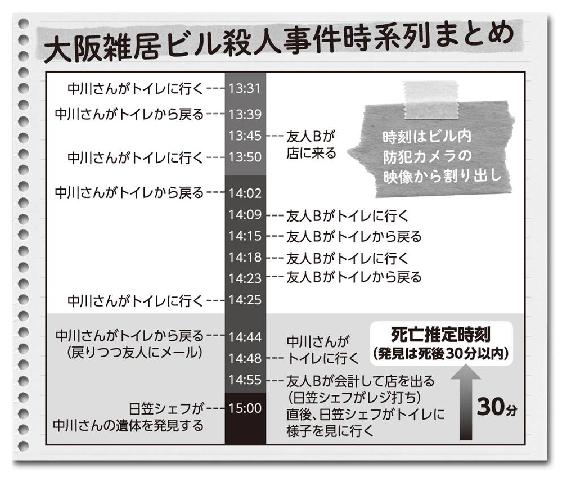 大阪雑居ビル殺人事件時系列まとめ
中川さんがトイレに行く
13:31
中川さんがトイレから戻る
13:39
13:45
友人Bが
店に来る
中川さんがトイレに行く
13:50
時刻はビル内
防犯カメラの
映像から割り出し
中川さんがトイレから戻る
14:02
14:09
友人Bがトイレに行く
14:15
友人Bがトイレから戻る
14:18
友人Bがトイレに行く
14:23
友人Bがトイレから戻る
中川さんがトイレに行く
14:25
中川さんがトイレから戻る
(戻りつつ友人にメール)
14:44
14:48
中川さんが
トイレに行く
死亡推定時刻
(発見は死後30分以内)
14:55
友人Bが会計して店を出る
(日笠シェフがレジ打ち)
直後、日笠シェフがトイレに
様子を見に行く
30分
日笠シェフが
中川さんの遺体を発見する
15:00